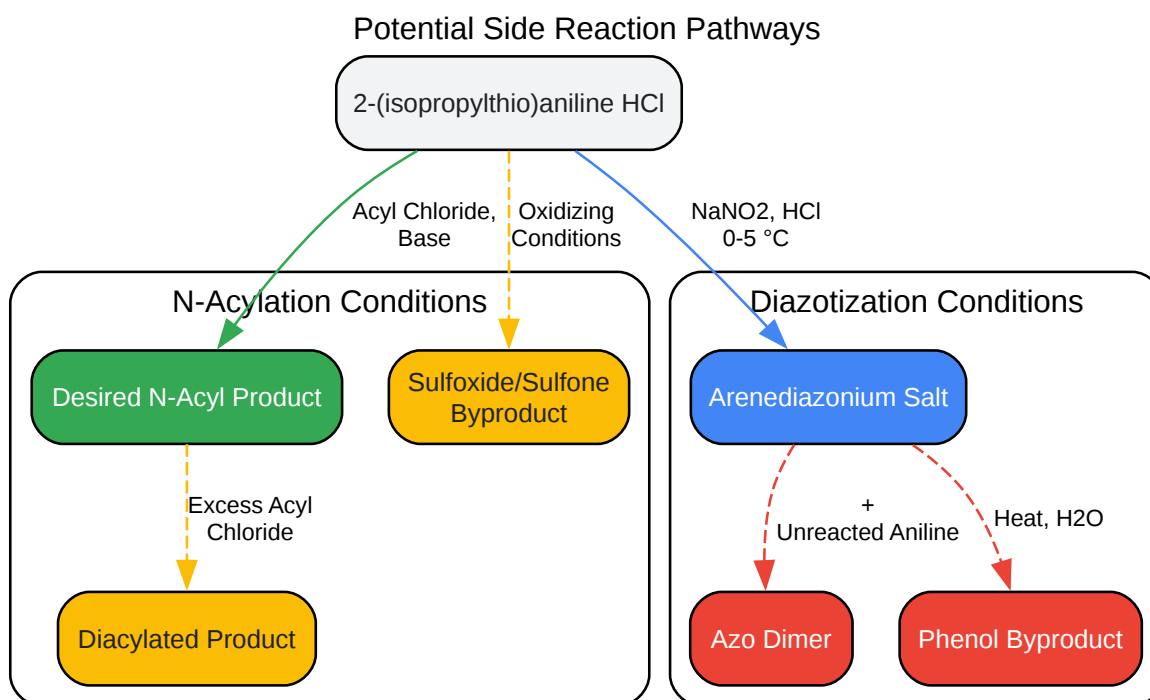 Potential Side Reaction Pathways
2-(isopropylthio)aniline HCl
Acyl Chloride,
Base
Oxidizing
Conditions
NaNO2, HCl
0-5 °C
N-Acylation Conditions
Diazotization Conditions
Desired N-Acyl Product
Sulfoxide/Sulfone
Byproduct
Arenediazonium Salt
Excess Acyl
Chloride
+
Unreacted Aniline
Heat, H2O
Diacylated Product
Azo Dimer
Phenol Byproduct